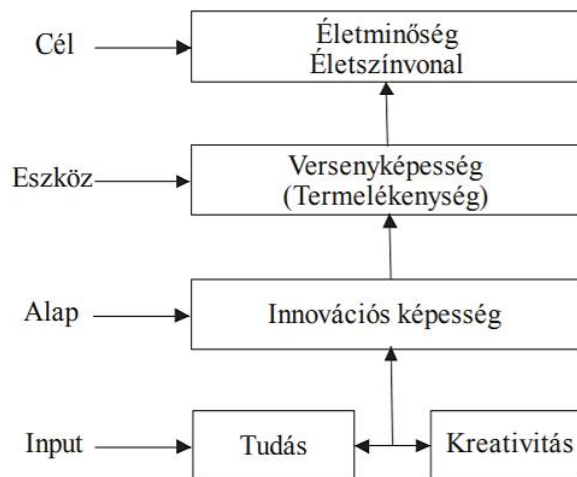 Cél
Életminőség
Életszínvonal
Eszköz
Versenyképesség
(Termelékenység)
Alap
Innovációs képesség
Input
Tudás
Kreativitás